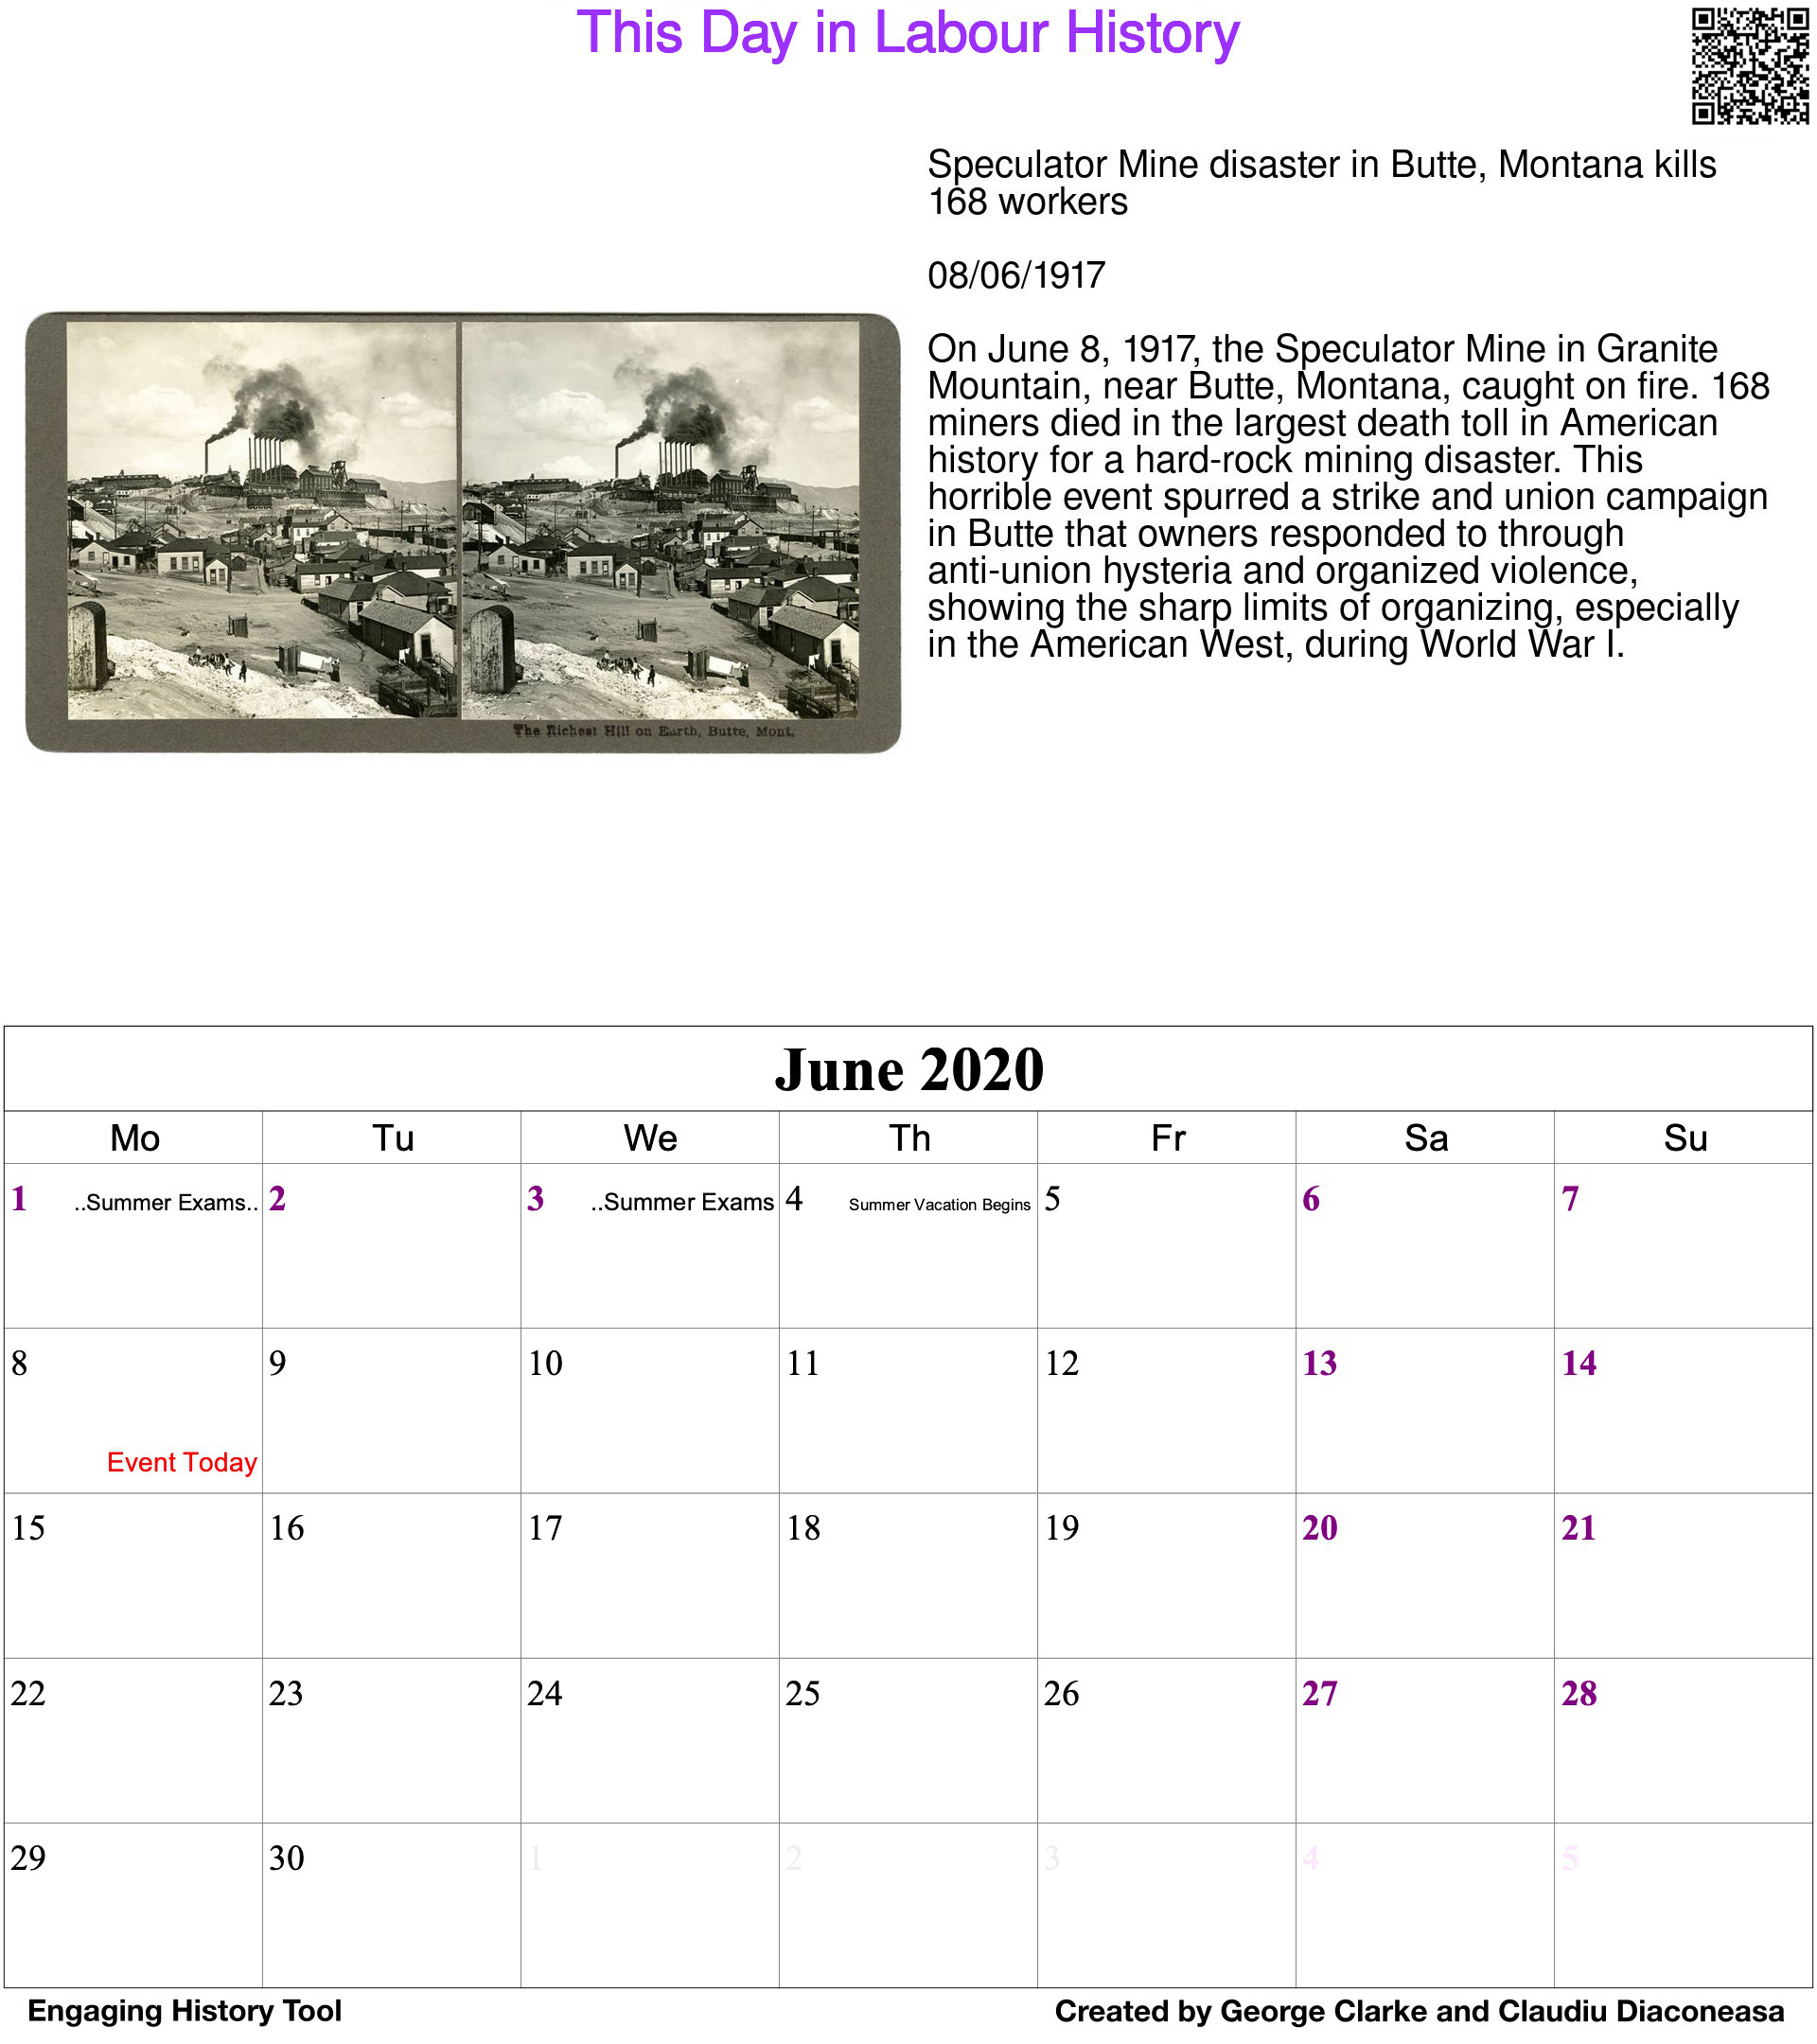 This Day in Labour History
Speculator Mine disaster in Butte, Montana kills
168 workers
08/06/1917
On June 8, 1917, the Speculator Mine in Granite
Mountain, near Butte, Montana, caught on fire. 168
miners died in the largest death toll in American
history for a hard-rock mining disaster. This
horrible event spurred a strike and union campaign
in Butte that owners responded to through
anti-union hysteria and organized violence,
showing the sharp limits of organizing, especially
in the American West, during World War I.
The Richest Hill on Earth, Butte, Mont.
June 2020
Mo Tu We Th Fr Sa Su
1 ..Summer Exams.. 2 3 ..Summer Exams 4 Summer Vacation Begins 5 6 7
8 9 10 11 12 13 14
Event Today
15 16 17 18 19 20 21
22 23 24 25 26 27 28
29 30 1 2 3 4 5
Engaging History Tool Created by George Clarke and Claudiu Diaconeasa